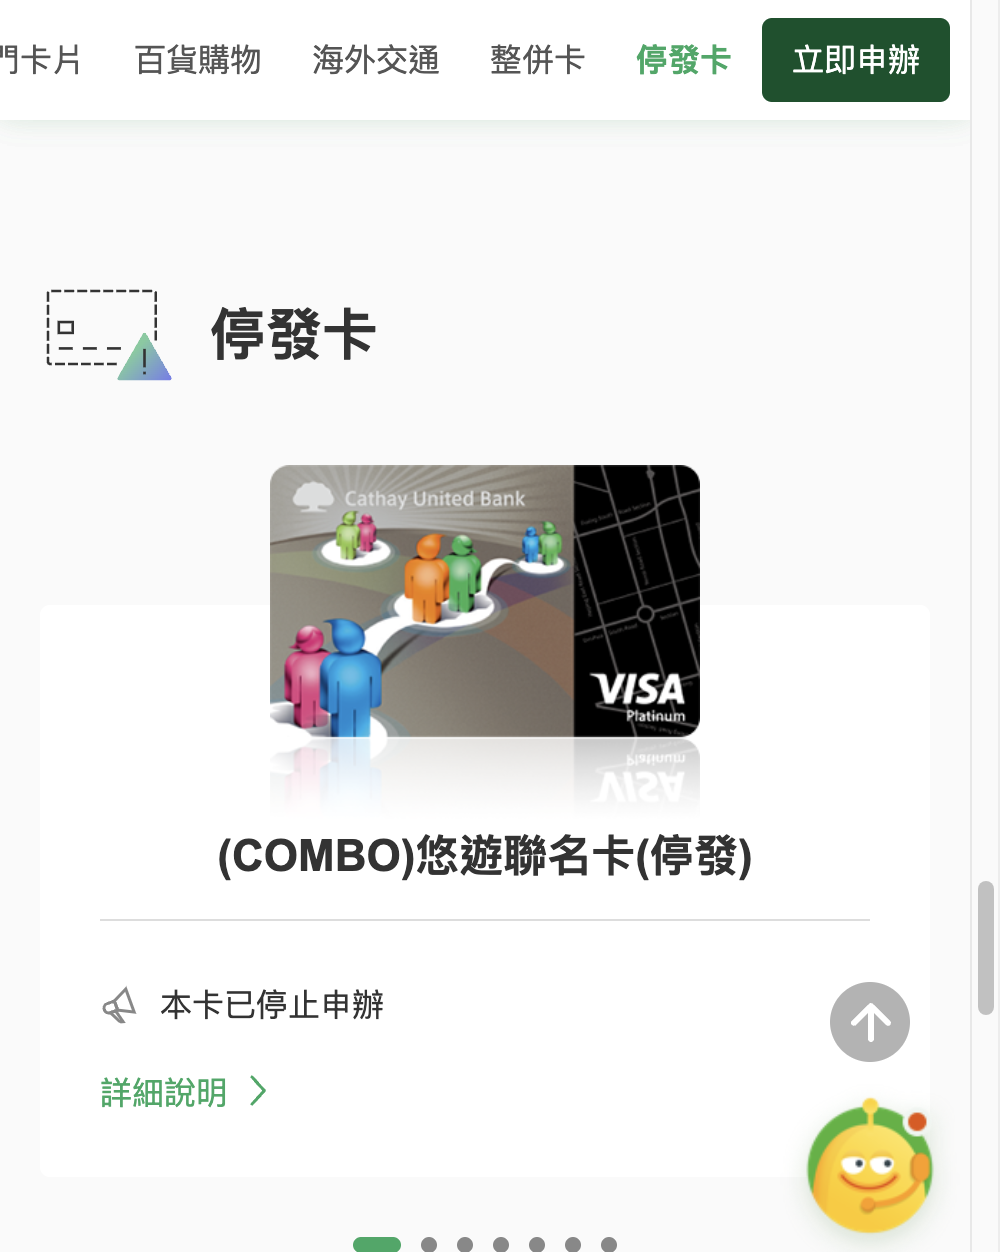 門卡片 百貨購物 海外交通 整併卡 停發卡 立即申辦
停發卡
Cathay United Bank
VISA
Platinum
(COMBO)悠遊聯名卡(停發)
本卡已停止申辦
詳細說明